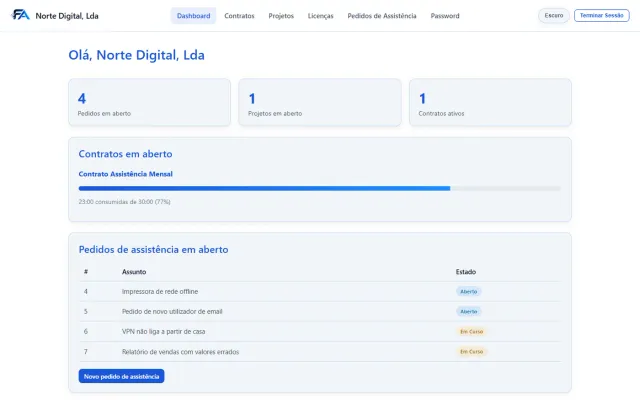 FA Norte Digital, Lda Dashboard Contratos Projetos Licenças Pedidos de Assistência Password Escuro Terminar Sessão
Olá, Norte Digital, Lda
4 1 1
Pedidos em aberto Projetos em aberto Contratos ativos
Contratos em aberto
Contrato Assistência Mensal
23:00 consumidas de 30:00 (77%)
Pedidos de assistência em aberto
# Assunto Estado
4 Impressora de rede offline Aberto
5 Pedido de novo utilizador de email Aberto
6 VPN não liga a partir de casa Em Curso
7 Relatório de vendas com valores errados Em Curso
Novo pedido de assistência